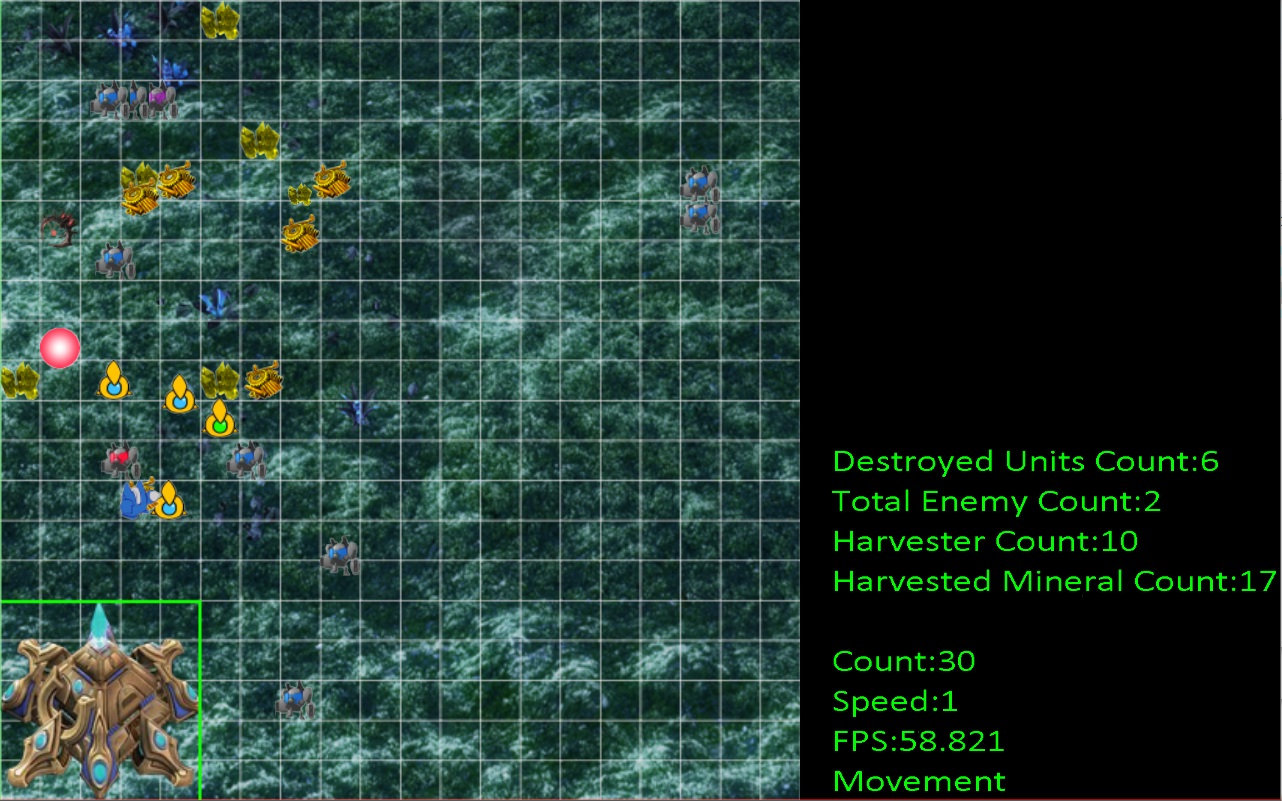 Destroyed Units Count:6
Total Enemy Count:2
Harvester Count:10
Harvested Mineral Count:17
Count:30
Speed:1
FPS:58.821
Movement